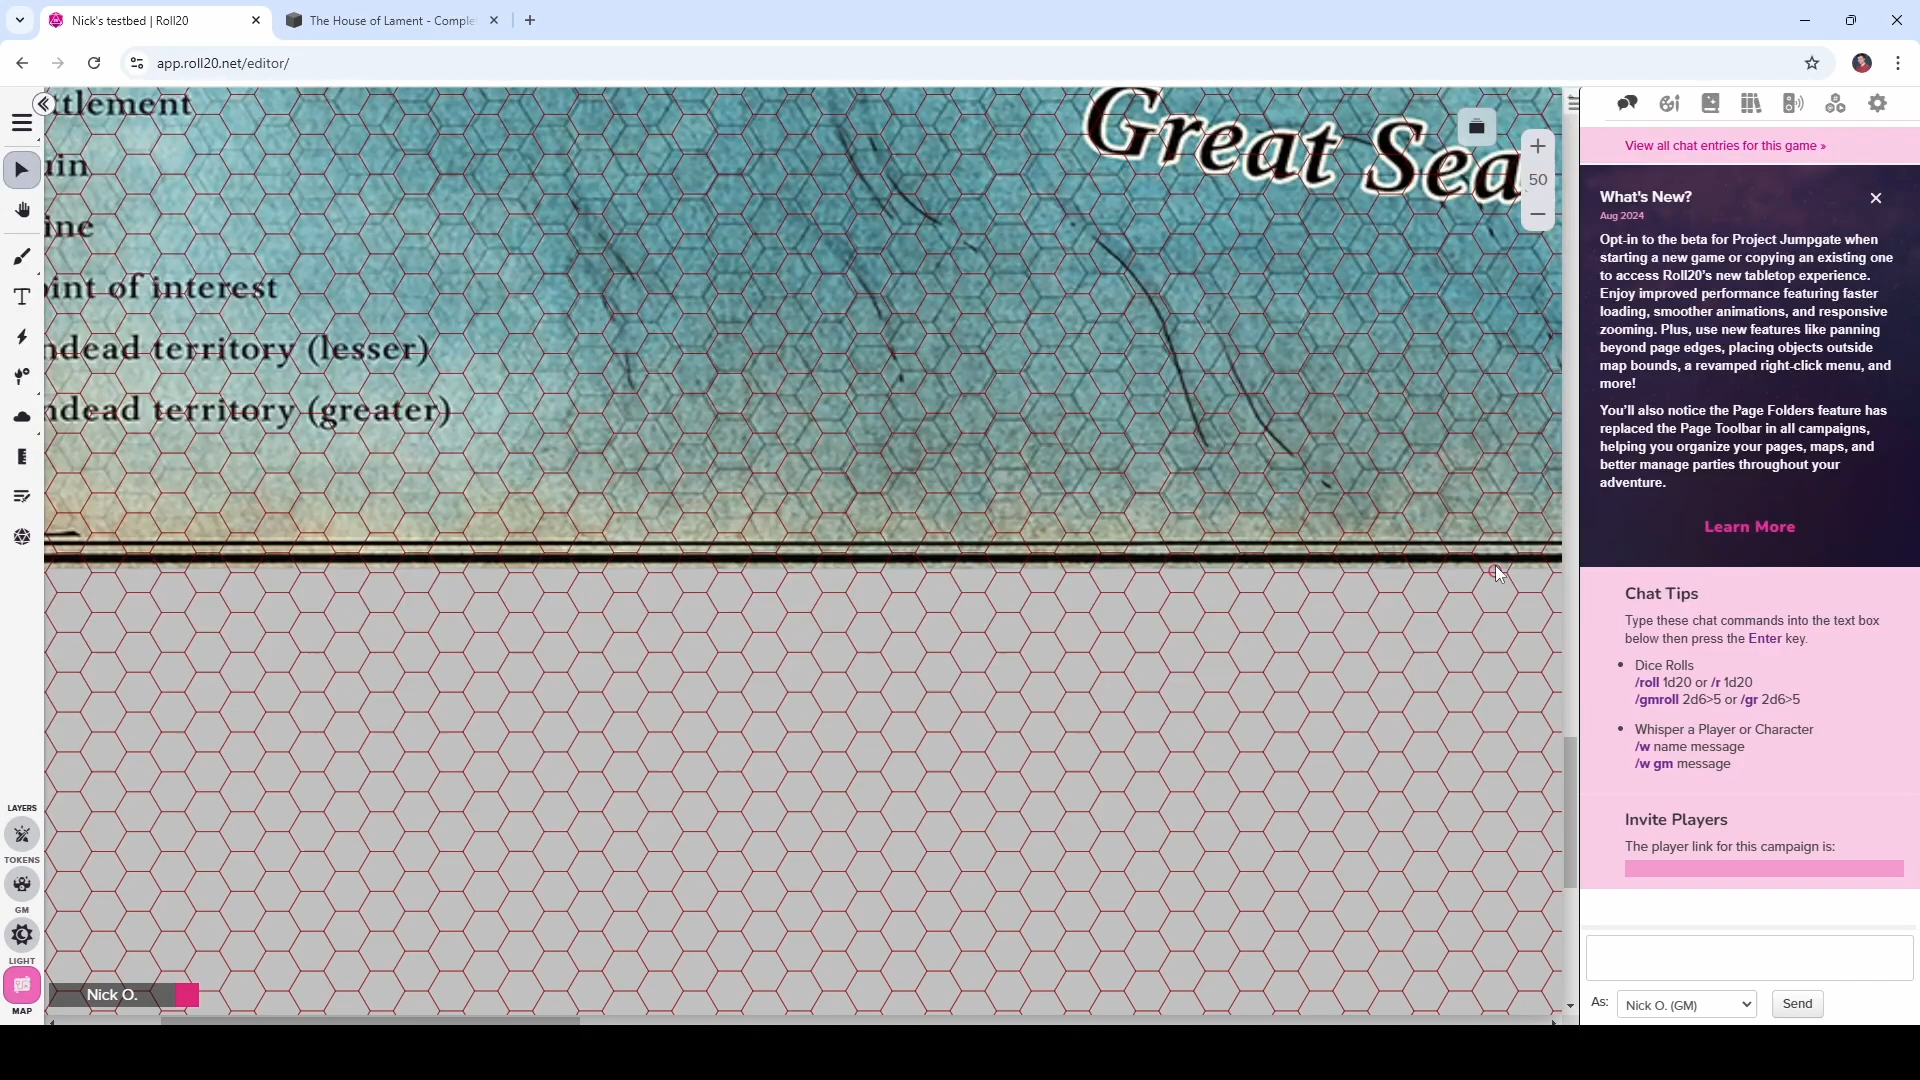 Nick's testbed | Roll20
The House of Lament - Comple
app.roll20.net/editor/
ttlement
uin
ine
oint of interest
ndead territory (lesser)
ndead territory (greater)
Great Sea
50
LAYERS
TOKENS
GM
LIGHT
MAP
Nick O.
View all chat entries for this game »
What's New?
Aug 2024
Opt-in to the beta for Project Jumpgate when
starting a new game or copying an existing one
to access Roll20's new tabletop experience.
Enjoy improved performance featuring faster
loading, smoother animations, and responsive
zooming. Plus, use new features like panning
beyond page edges, placing objects outside
map bounds, a revamped right-click menu, and
more!
You'll also notice the Page Folders feature has
replaced the Page Toolbar in all campaigns,
helping you organize your pages, maps, and
better manage parties throughout your
adventure.
Learn More
Chat Tips
Type these chat commands into the text box
below then press the Enter key.
• Dice Rolls
/roll 1d20 or /r 1d20
/gmroll 2d6>5 or /gr 2d6>5
• Whisper a Player or Character
/w name message
/w gm message
Invite Players
The player link for this campaign is:
As: Nick O. (GM) Send